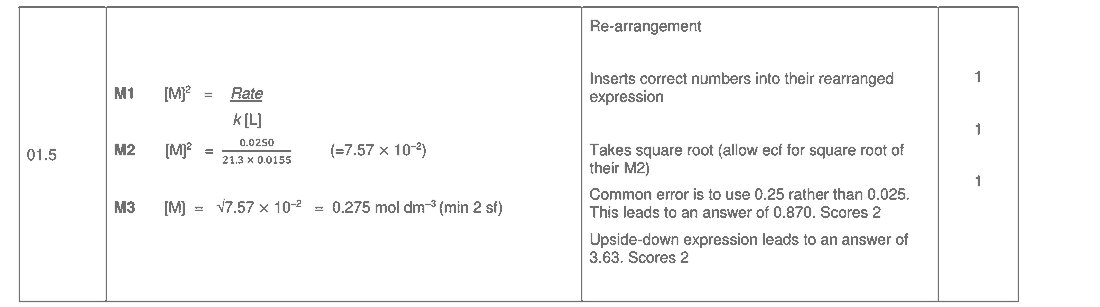 Re-arrangement
Inserts correct numbers into their rearranged
expression
1
M1 [M]² = Rate
k [L]
1
M2 [M]² = 0.0250 (=7.57 × 10⁻²)
21.3 × 0.0155
01.5
Takes square root (allow ecf for square root of
their M2)
1
Common error is to use 0.25 rather than 0.025.
This leads to an answer of 0.870. Scores 2
M3 [M] = √7.57 × 10⁻² = 0.275 mol dm⁻³ (min 2 sf)
Upside-down expression leads to an answer of
3.63. Scores 2